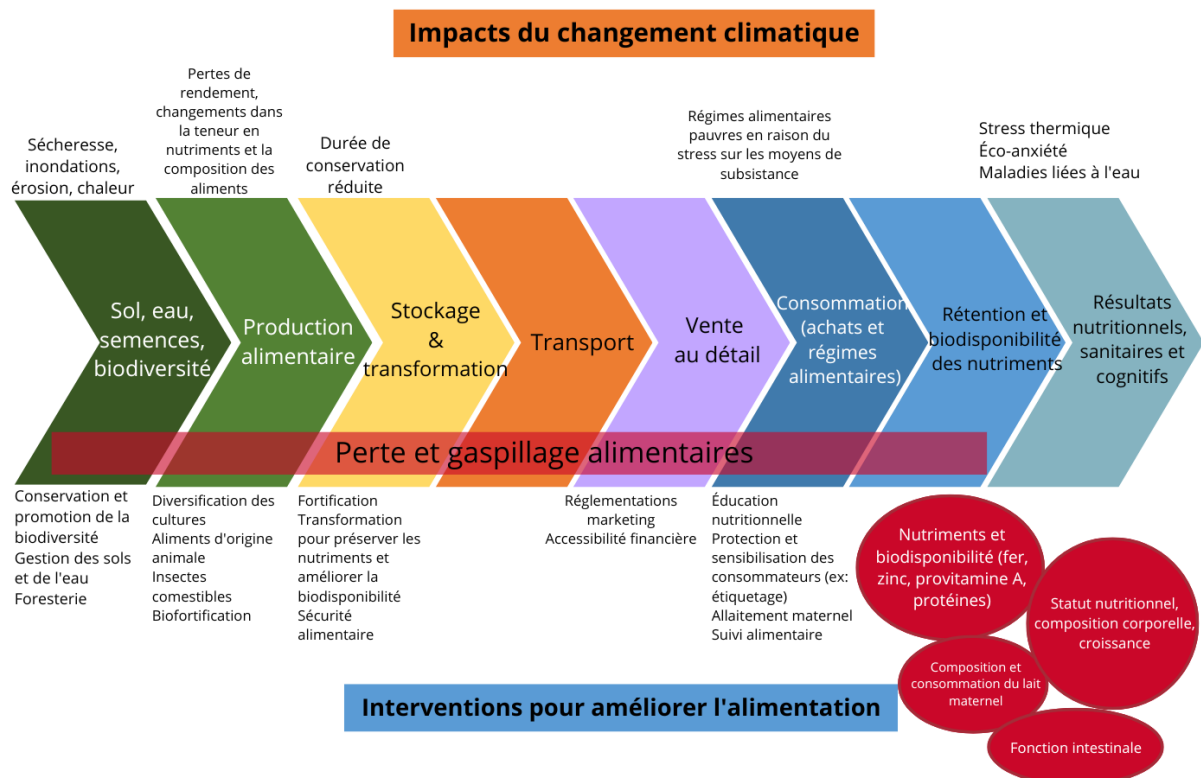 Impacts du changement climatique
Sécheresse,
inondations,
érosion, chaleur
Pertes de
rendement,
changements dans
la teneur en
nutriments et la
composition des
aliments
Durée de
conservation
réduite
Régimes alimentaires
pauvres en raison du
stress sur les moyens de
subsistance
Stress thermique
Éco-anxiété
Maladies liées à l'eau
Sol, eau,
semences,
biodiversité
Production
alimentaire
Stockage
&
transformation
Transport
Vente
au détail
Consommation
(achats et
régimes
alimentaires)
Rétention et
biodisponibilité
des nutriments
Résultats
nutritionnels,
sanitaires et
cognitifs
Perte et gaspillage alimentaires
Conservation et
promotion de la
biodiversité
Gestion des sols
et de l'eau
Foresterie
Diversification des
cultures
Aliments d'origine
animale
Insectes
comestibles
Biofortification
Fortification
Transformation
pour préserver les
nutriments et
améliorer la
biodisponibilité
Sécurité
alimentaire
Réglementations
marketing
Accessibilité financière
Éducation
nutritionnelle
Protection et
sensibilisation des
consommateurs (ex:
étiquetage)
Allaitement maternel
Suivi alimentaire
Nutriments et
biodisponibilité (fer,
zinc, provitamine A,
protéines)
Statut nutritionnel,
composition corporelle,
croissance
Composition et
consommation du lait
maternel
Fonction intestinale
Interventions pour améliorer l'alimentation